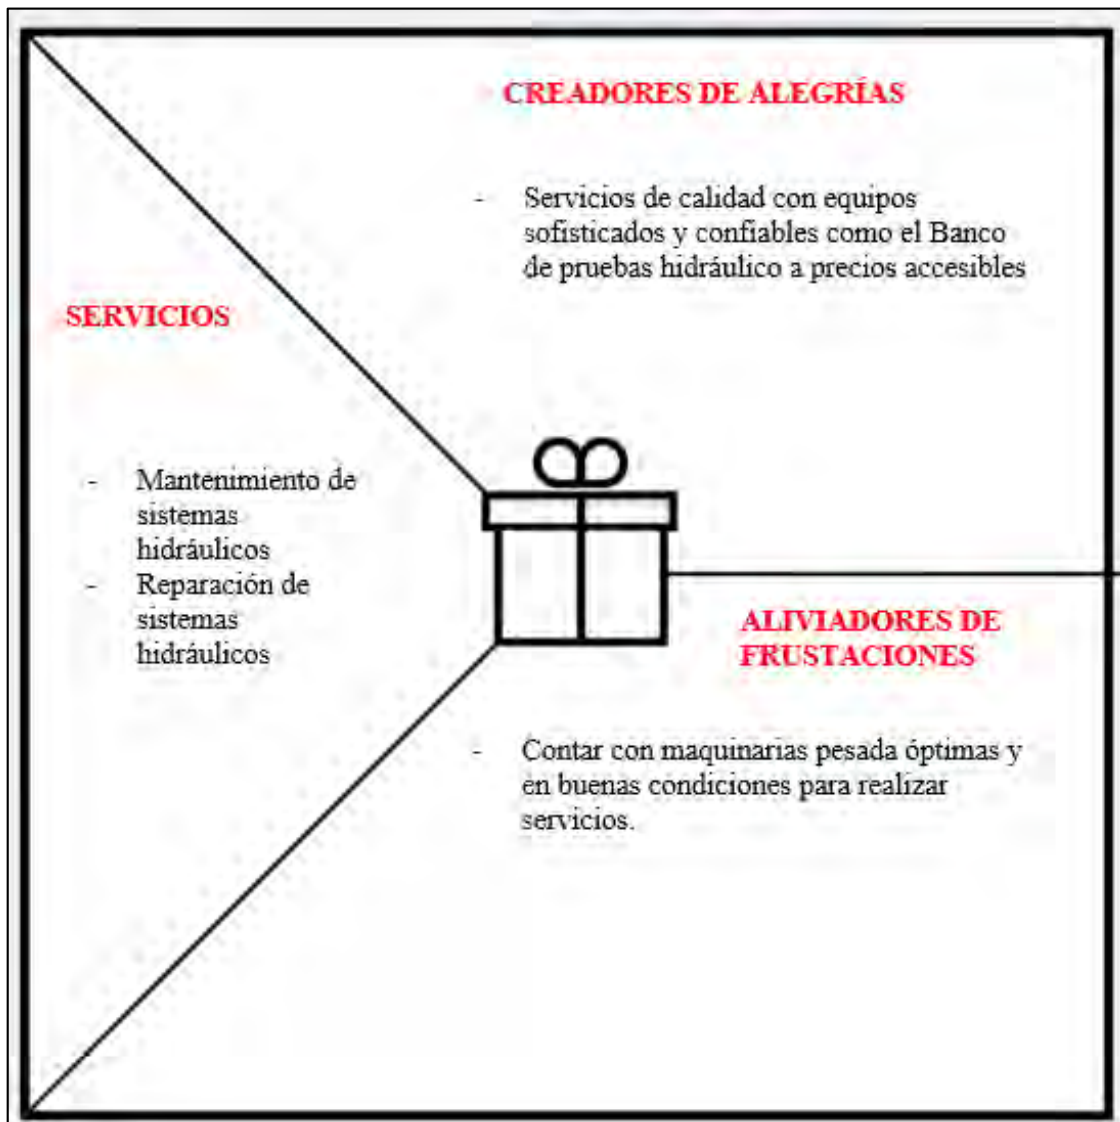 CREADORES DE ALEGRÍAS
- Servicios de calidad con equipos
sofisticados y confiables como el Banco
de pruebas hidráulico a precios accesibles
SERVICIOS
- Mantenimiento de
sistemas
hidráulicos
- Reparación de
sistemas
hidráulicos
ALIVIADORES DE
FRUSTACIONES
- Contar con maquinarias pesada óptimas y
en buenas condiciones para realizar
servicios.